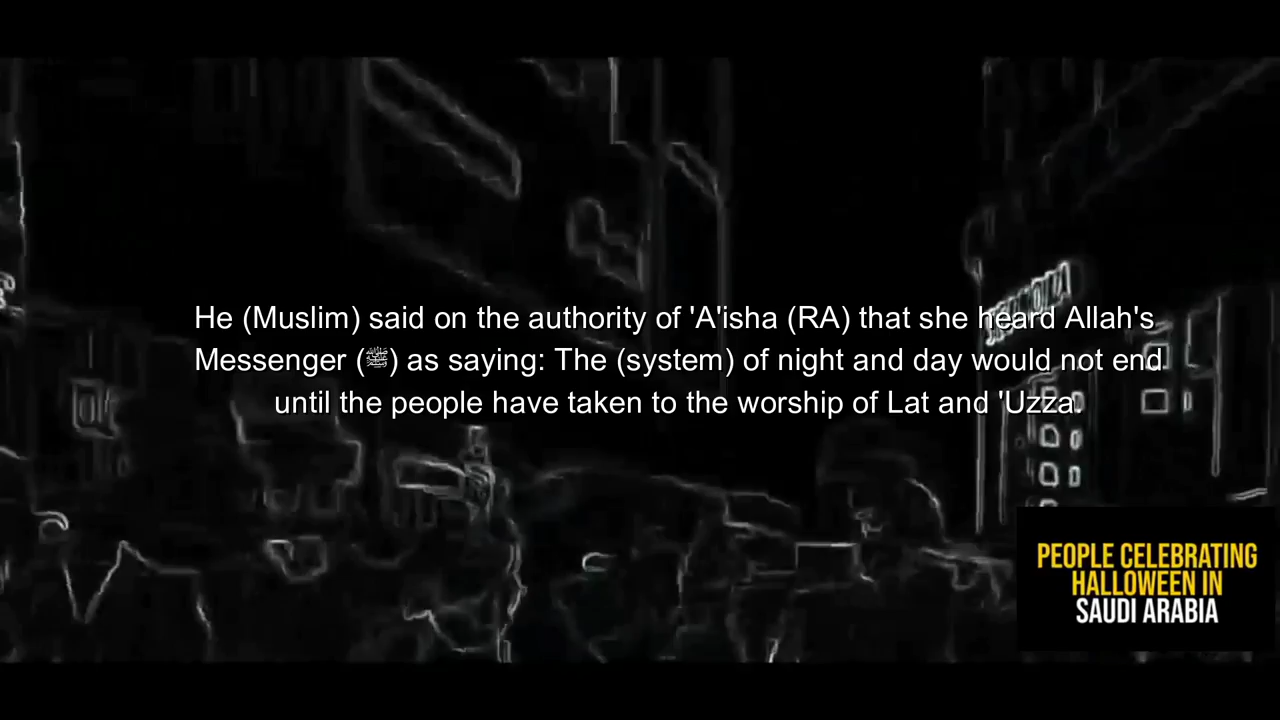 He (Muslim) said on the authority of 'A'isha (RA) that she heard Allah's
Messenger (ﷺ) as saying: The (system) of night and day would not end
until the people have taken to the worship of Lat and 'Uzza.
PEOPLE CELEBRATING
HALLOWEEN IN
SAUDI ARABIA